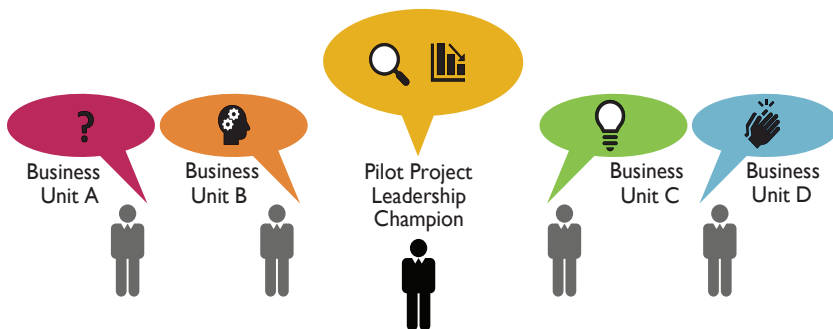 ?
Business
Unit A
Business
Unit B
Pilot Project
Leadership
Champion
Business
Unit C
Business
Unit D